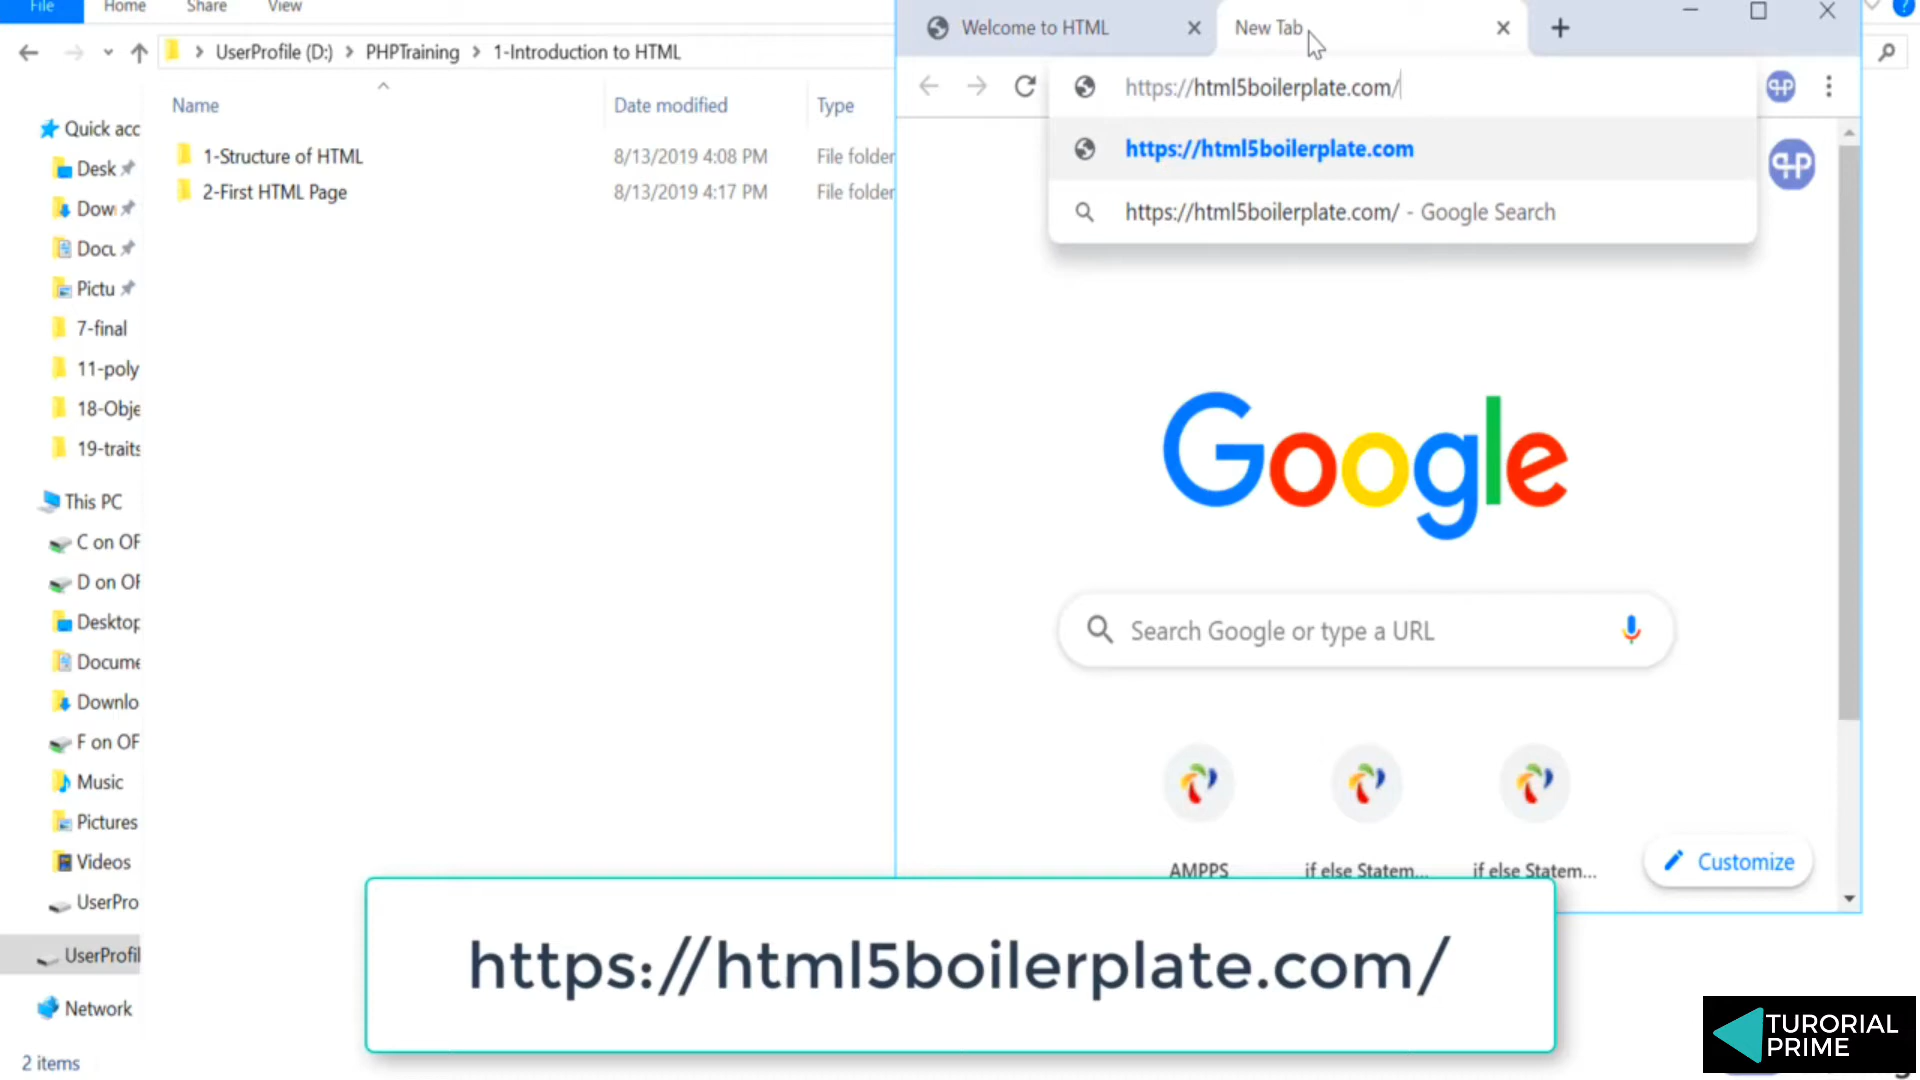 File
Home
Share
View
UserProfile (D:) > PHPTraining > 1-Introduction to HTML
Name
Date modified
Type
1-Structure of HTML
8/13/2019 4:08 PM
File folder
2-First HTML Page
8/13/2019 4:17 PM
File folder
Quick acc
Desk
Dow
Docu
Pictu
7-final
11-poly
18-Obje
19-traits
This PC
C on OF
D on OF
Desktop
Docume
Downlo
F on OF
Music
Pictures
Videos
UserPro
UserProfil
Network
2 items
Welcome to HTML
New Tab
https://html5boilerplate.com/
https://html5boilerplate.com
https://html5boilerplate.com/ - Google Search
Google
Search Google or type a URL
AMPPS
if else Statem...
if else Statem...
Customize
https://html5boilerplate.com/
TURORIAL
PRIME